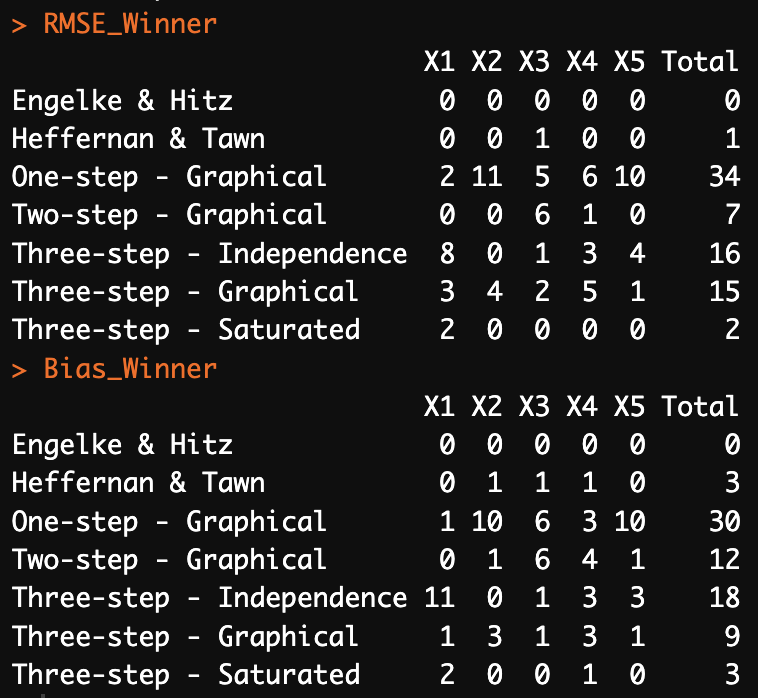 > RMSE_Winner
X1 X2 X3 X4 X5 Total
Engelke & Hitz 0 0 0 0 0 0
Heffernan & Tawn 0 0 1 0 0 1
One-step - Graphical 2 11 5 6 10 34
Two-step - Graphical 0 0 6 1 0 7
Three-step - Independence 8 0 1 3 4 16
Three-step - Graphical 3 4 2 5 1 15
Three-step - Saturated 2 0 0 0 0 2
> Bias_Winner
X1 X2 X3 X4 X5 Total
Engelke & Hitz 0 0 0 0 0 0
Heffernan & Tawn 0 1 1 1 0 3
One-step - Graphical 1 10 6 3 10 30
Two-step - Graphical 0 1 6 4 1 12
Three-step - Independence 11 0 1 3 3 18
Three-step - Graphical 1 3 1 3 1 9
Three-step - Saturated 2 0 0 1 0 3